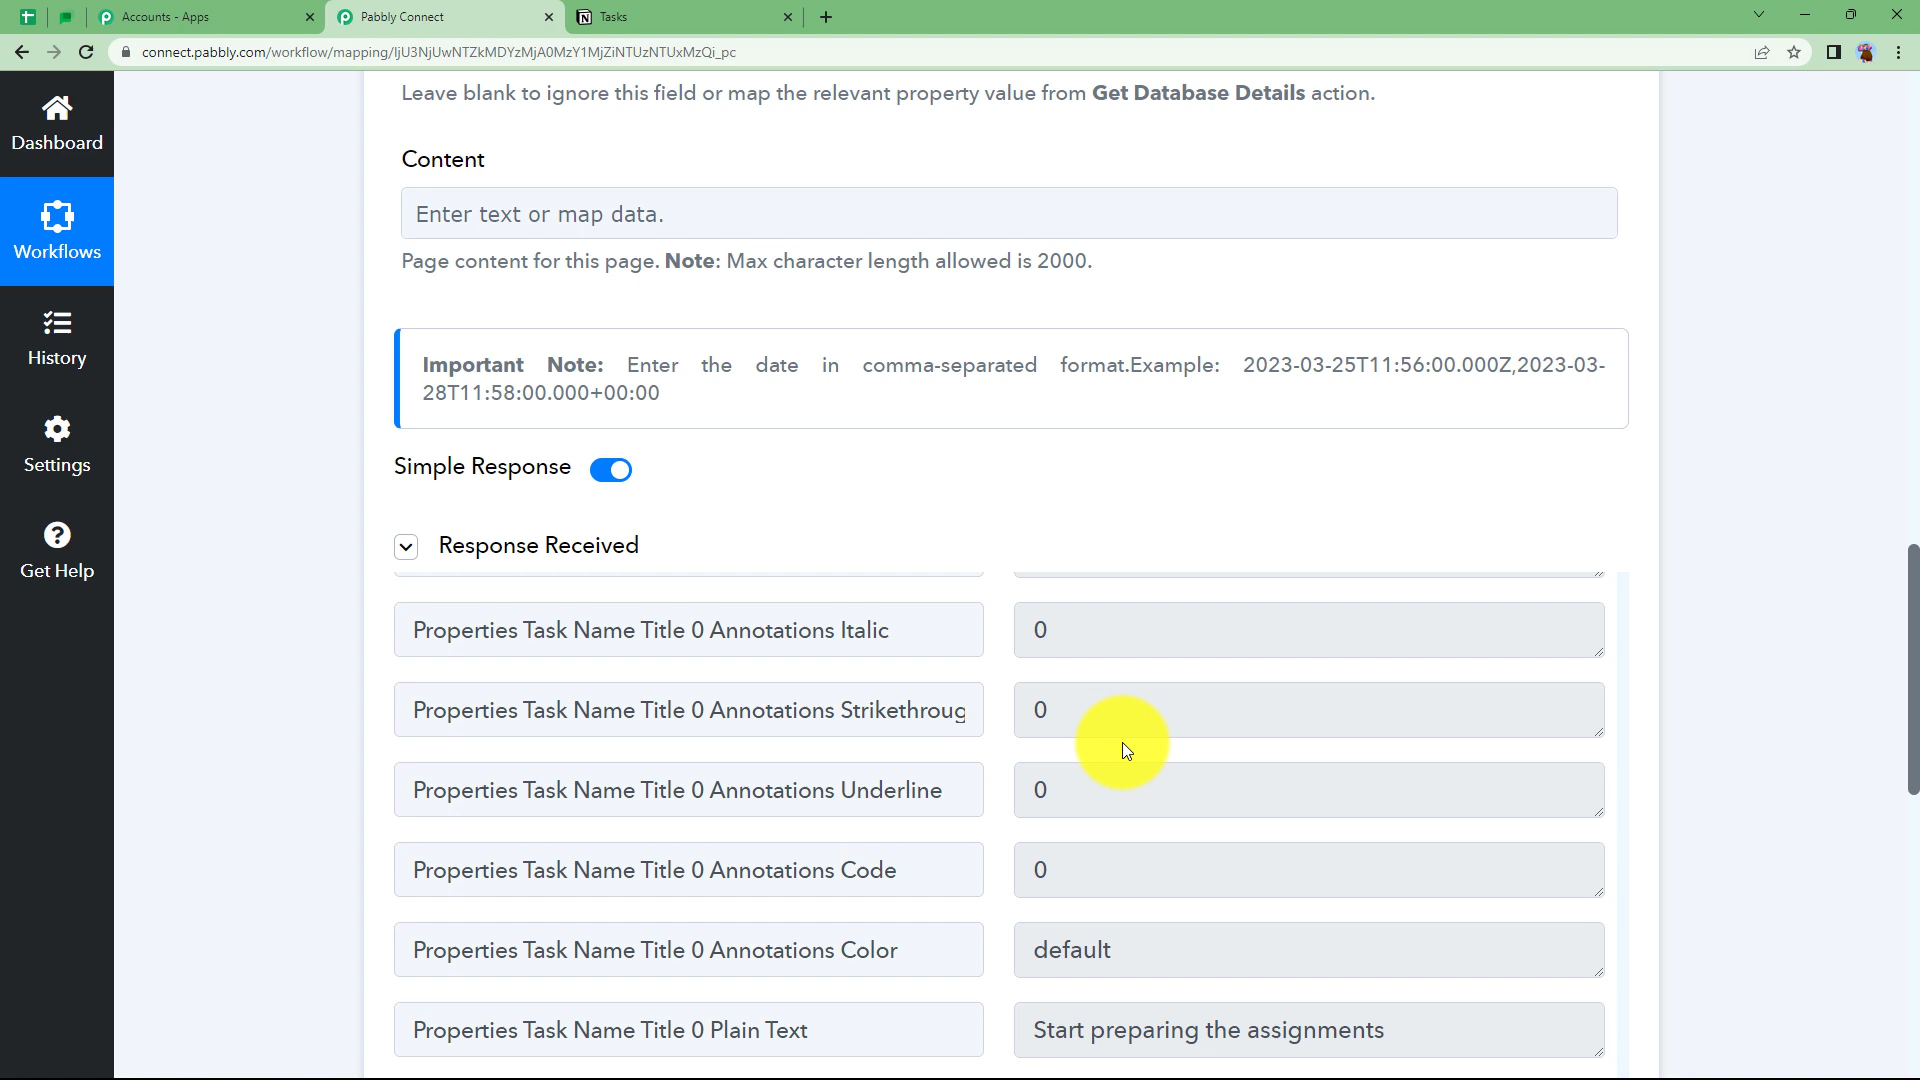 Accounts - Apps
Pabbly Connect
Tasks
connect.pabbly.com/workflow/mapping/IjU3NjUwNTZkMDYzMjA0MzY1MjZiNTUzNTUxMzQi_pc
Dashboard
Workflows
History
Settings
Get Help
Leave blank to ignore this field or map the relevant property value from Get Database Details action.
Content
Enter text or map data.
Page content for this page. Note: Max character length allowed is 2000.
Important Note: Enter the date in comma-separated format.Example: 2023-03-25T11:56:00.000Z,2023-03-
28T11:58:00.000+00:00
Simple Response
Response Received
Properties Task Name Title 0 Annotations Italic
0
Properties Task Name Title 0 Annotations Strikethroug
0
Properties Task Name Title 0 Annotations Underline
0
Properties Task Name Title 0 Annotations Code
0
Properties Task Name Title 0 Annotations Color
default
Properties Task Name Title 0 Plain Text
Start preparing the assignments